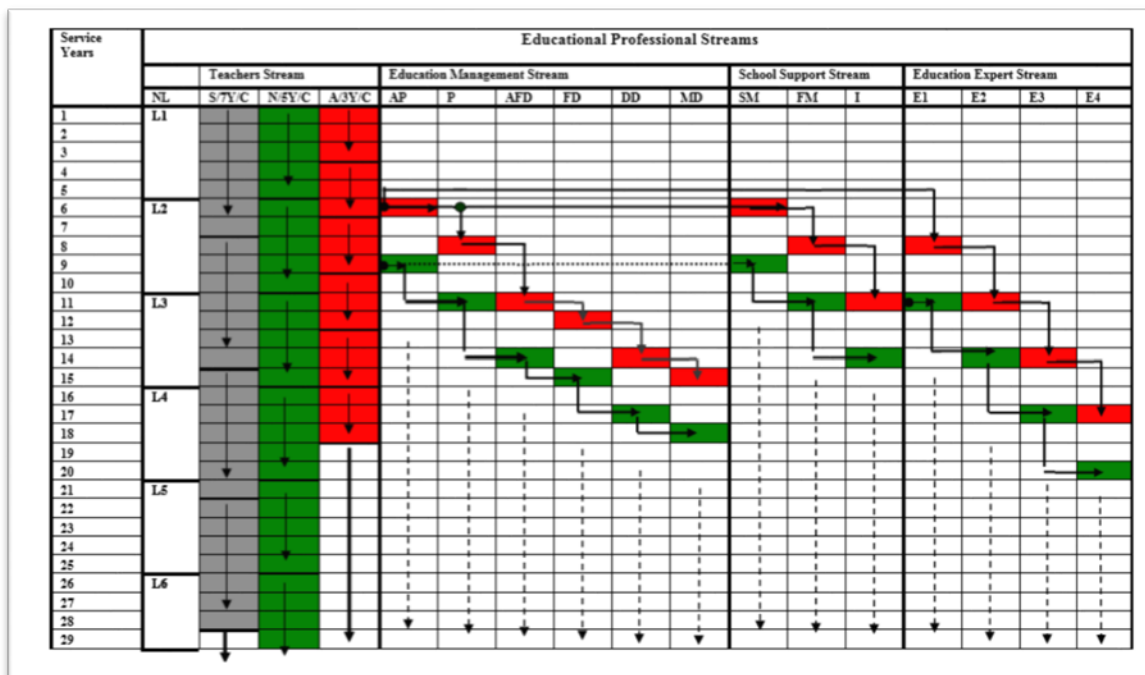 Service Years
Educational Professional Streams
Teachers Stream
Education Management Stream
School Support Stream
Education Expert Stream
NL S/7Y/C N/5Y/C A/3Y/C AP P AFD FD DD MD SM FM I E1 E2 E3 E4
1 L1
2
3
4
5
6 L2
7
8
9
10
11 L3
12
13
14
15
16 L4
17
18
19
20
21 L5
22
23
24
25
26 L6
27
28
29